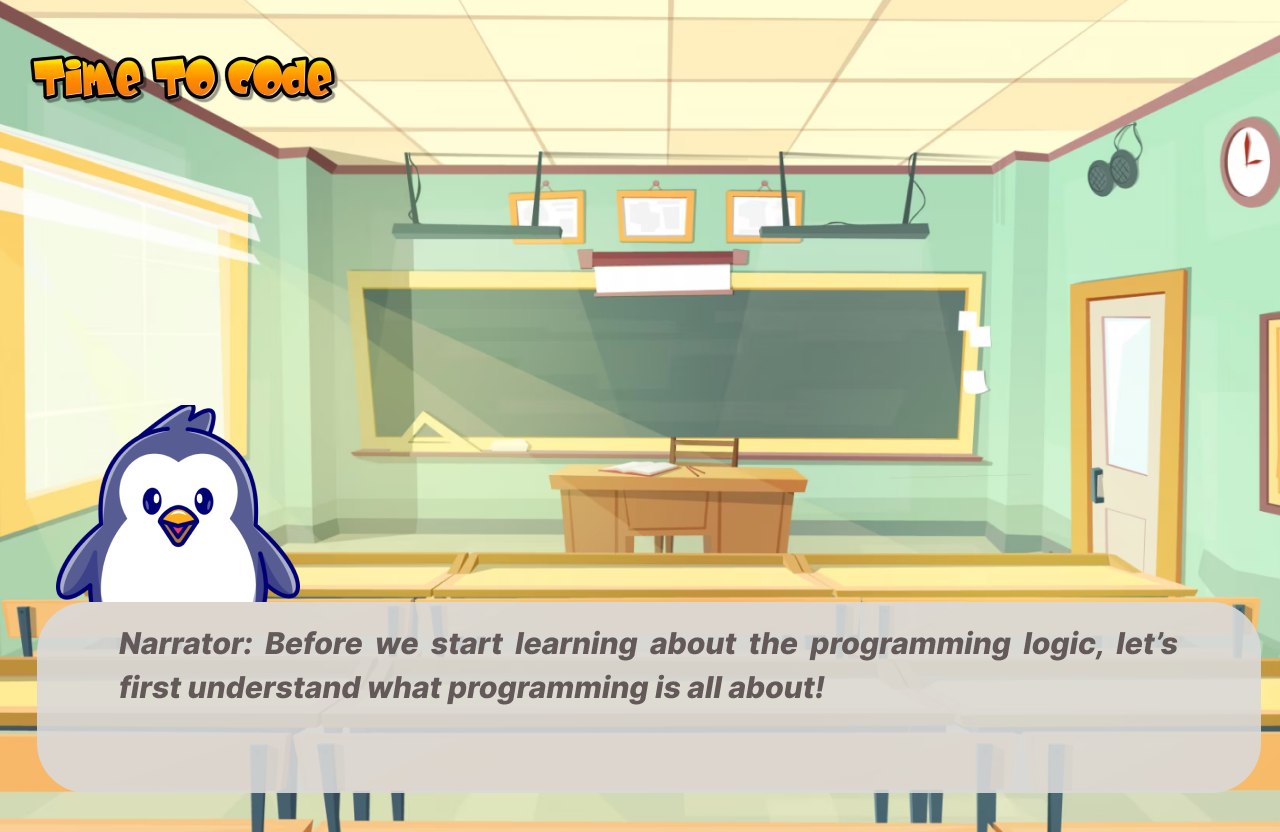 Time To Code
Narrator: Before we start learning about the programming logic, let’s
first understand what programming is all about!